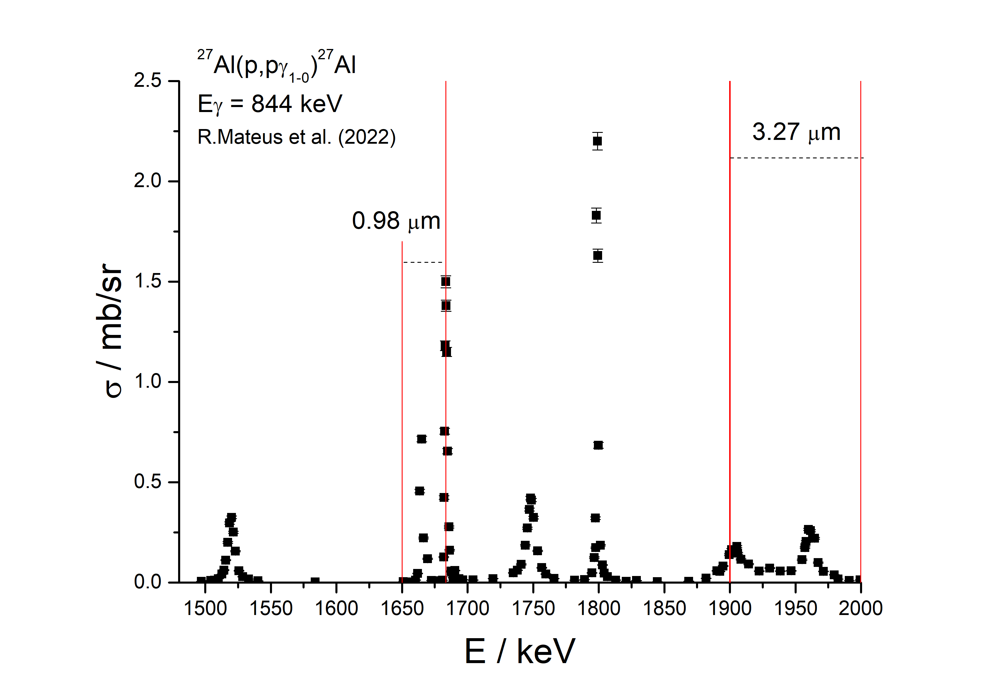 ²⁷Al(p,pγ₁₋₀)²⁷Al
Eγ = 844 keV
R.Mateus et al. (2022)
3.27 μm
0.98 μm
σ / mb/sr
2.5
2.0
1.5
1.0
0.5
0.0
1500 1550 1600 1650 1700 1750 1800 1850 1900 1950 2000
E / keV